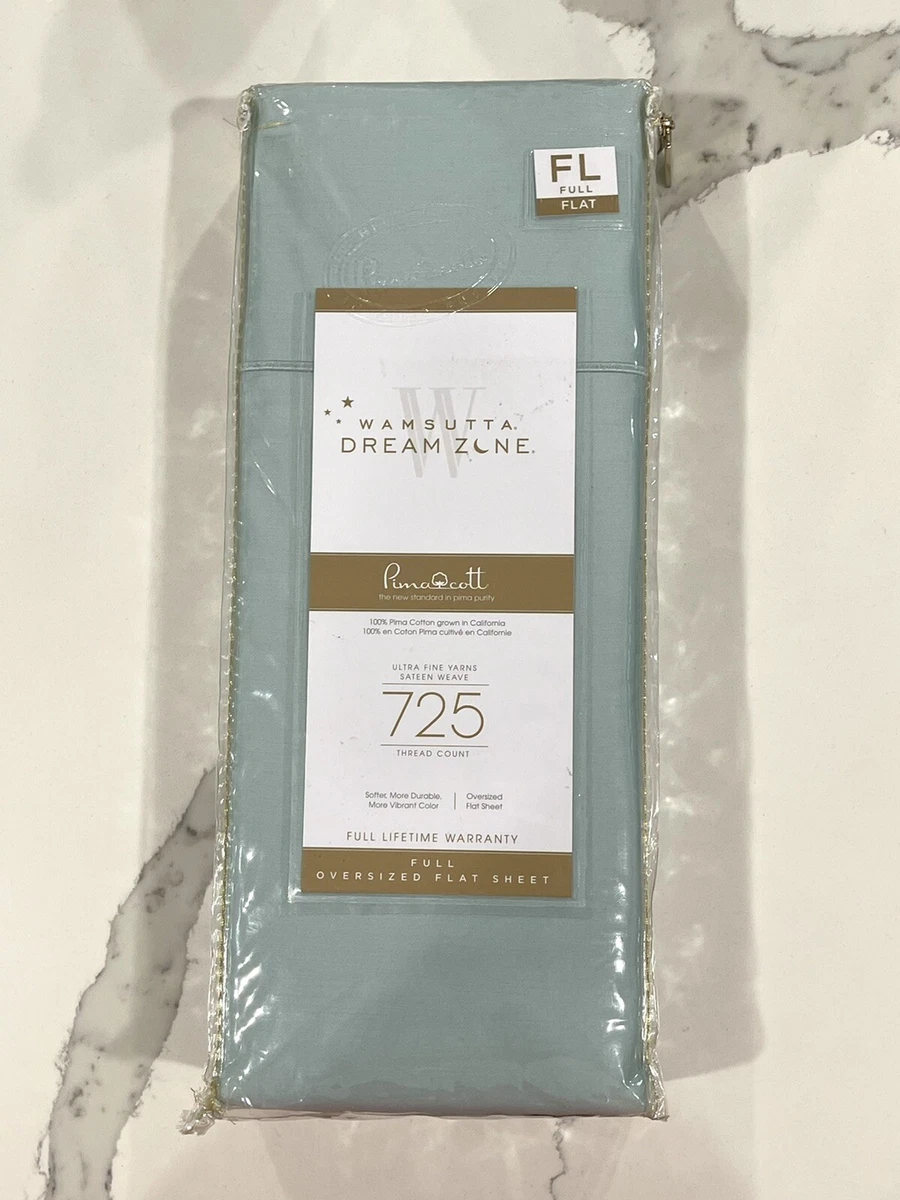 FL
FULL
FLAT
W
WAMSUTTA®
DREAM ZONE®
Pimacott
the new standard in pima purity
100% Pima Cotton grown in California
100% en Coton Pima cultivé en Californie
ULTRA FINE YARNS
SATEEN WEAVE
725
THREAD COUNT
Softer, More Durable, More Vibrant Color
Oversized Flat Sheet
FULL LIFETIME WARRANTY
FULL
OVERSIZED FLAT SHEET